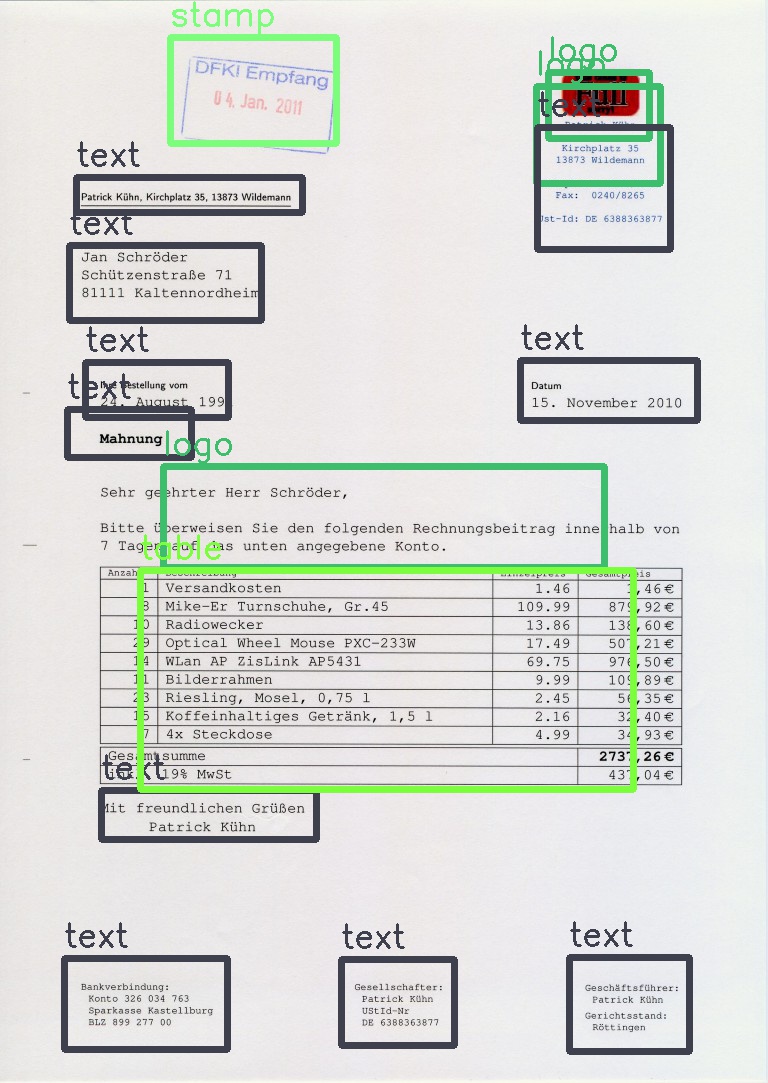 stamp
DFKI Empfang
04. Jan. 2011
logo
logo
text
Füll
Patrick Kühn
Kirchplatz 35
13873 Wildemann
Fax: 0240/8265
Ust-Id: DE 6388363877
text
Patrick Kühn, Kirchplatz 35, 13873 Wildemann
text
Jan Schröder
Schützenstraße 71
81111 Kaltennordheim
text
Ihre Bestellung vom
24. August 199
text
Datum
15. November 2010
text
Mahnung
logo
Sehr geehrter Herr Schröder,
Bitte überweisen Sie den folgenden Rechnungsbeitrag innerhalb von
7 Tagen auf das unten angegebene Konto.
table
Anzahl Beschreibung Einzelpreis Gesamtpreis
1 Versandkosten 1.46 1,46€
8 Mike-Er Turnschuhe, Gr.45 109.99 879,92€
10 Radiowecker 13.86 138,60€
29 Optical Wheel Mouse PXC-233W 17.49 507,21€
14 WLan AP ZisLink AP5431 69.75 976,50€
11 Bilderrahmen 9.99 109,89€
23 Riesling, Mosel, 0,75 l 2.45 56,35€
15 Koffeinhaltiges Getränk, 1,5 l 2.16 32,40€
7 4x Steckdose 4.99 34,93€
Gesamtsumme 2737,26€
19% MwSt 437,04€
text
Mit freundlichen Grüßen
Patrick Kühn
text
Bankverbindung:
Konto 326 034 763
Sparkasse Kastellburg
BLZ 899 277 00
text
Gesellschafter:
Patrick Kühn
UStId-Nr
DE 6388363877
text
Geschäftsführer:
Patrick Kühn
Gerichtsstand:
Röttingen